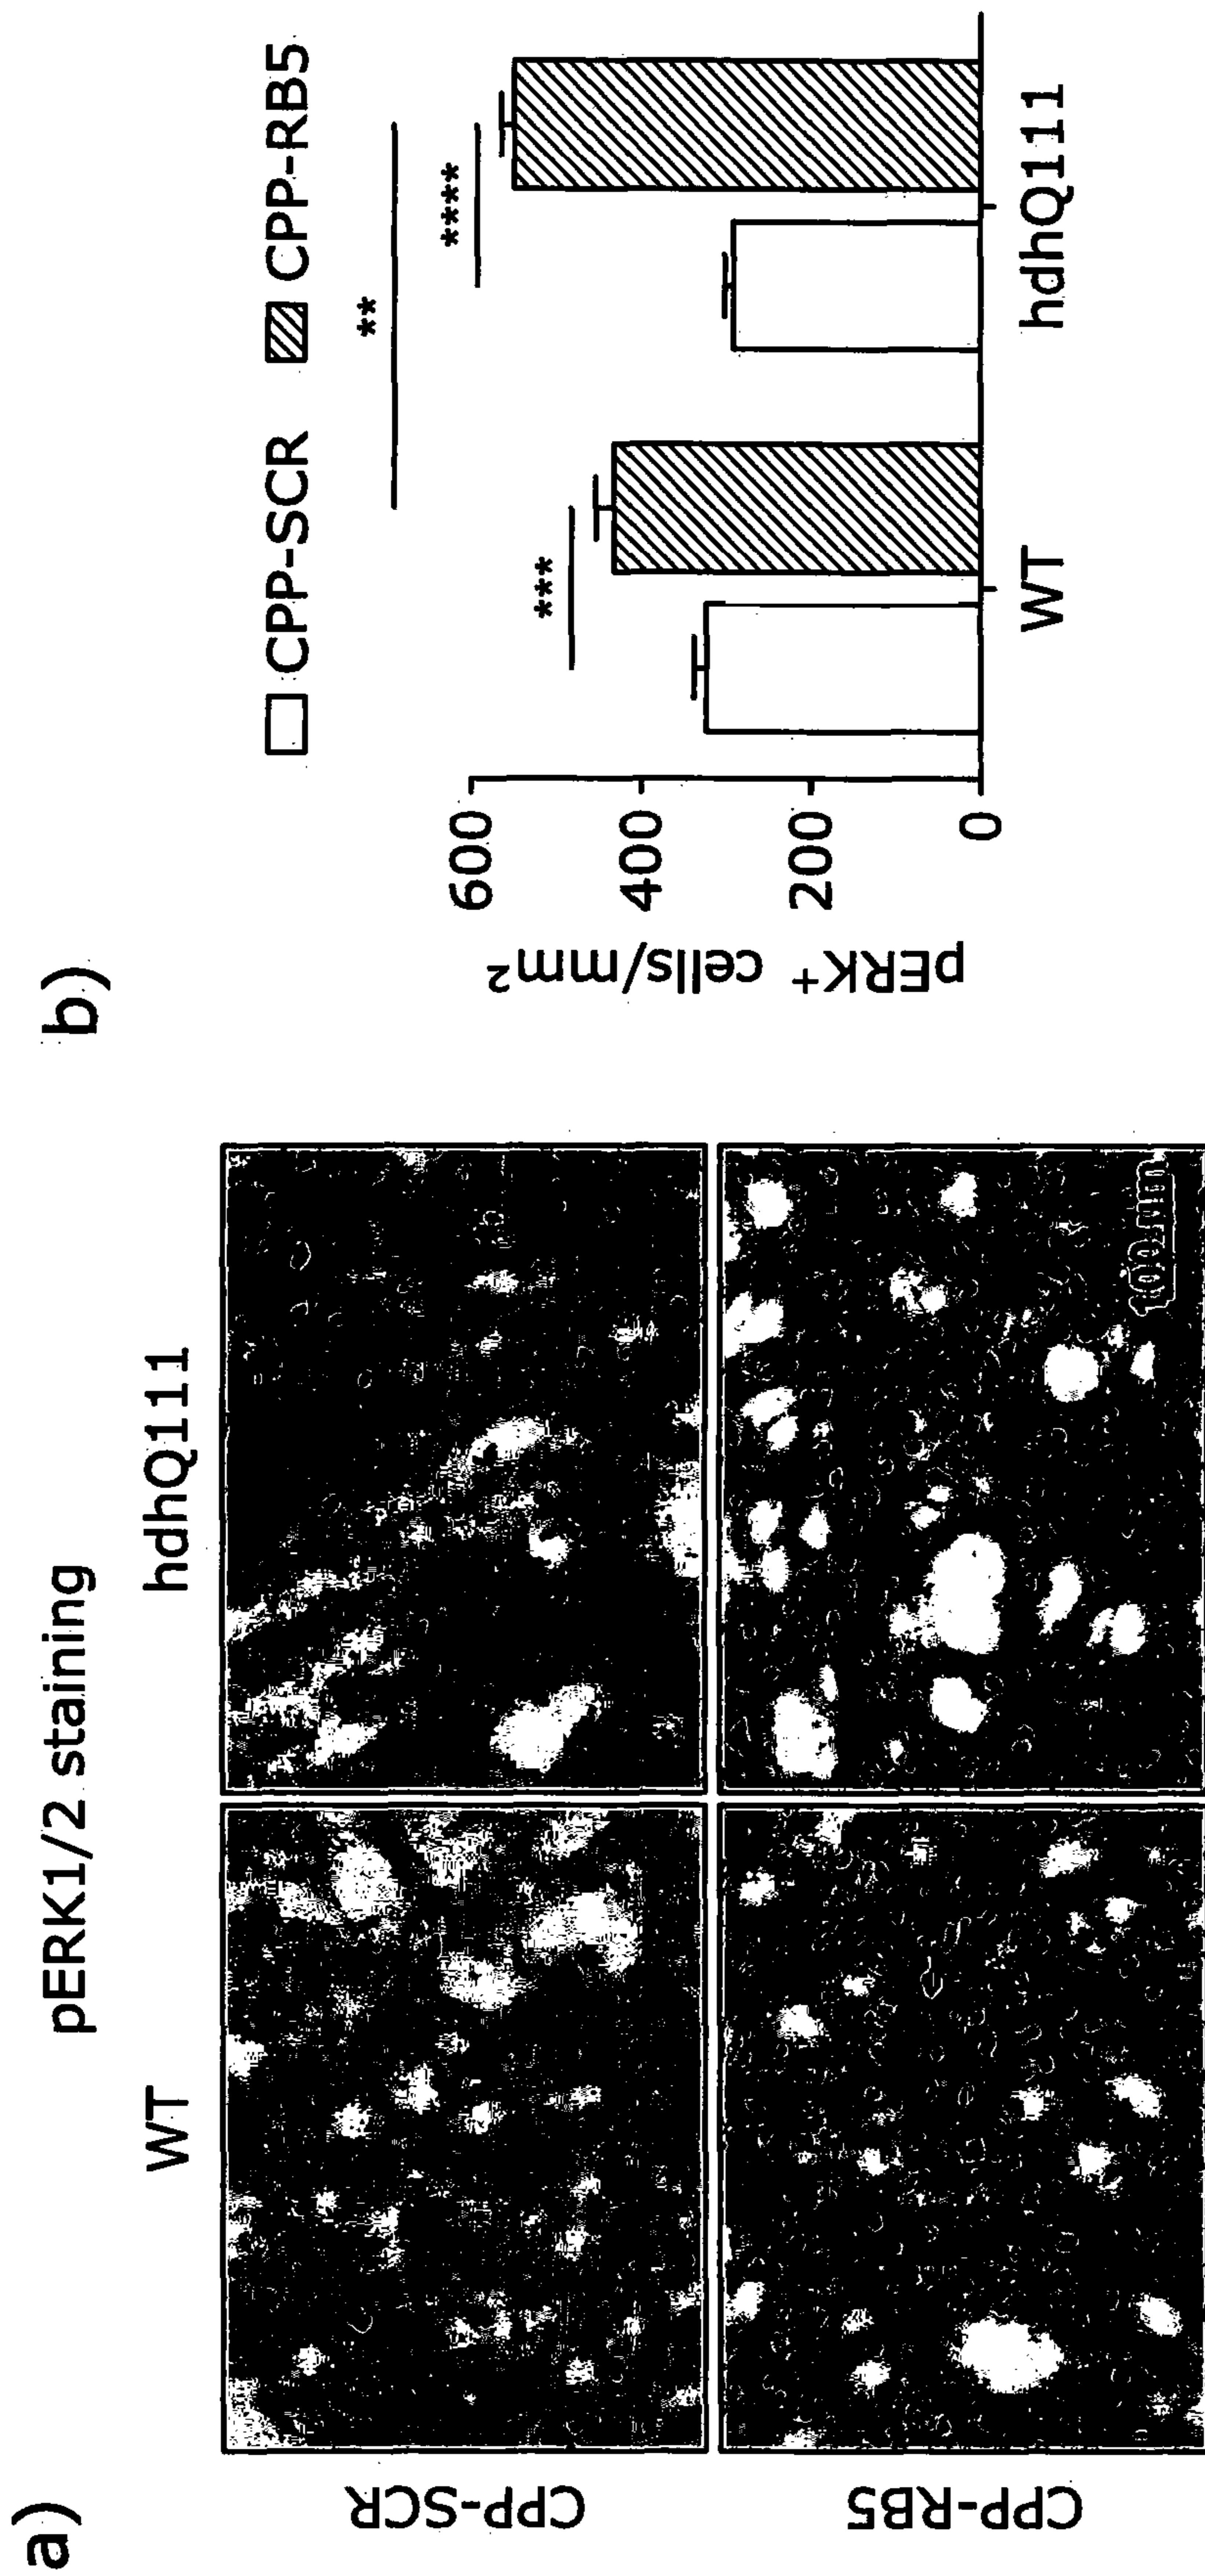 a)
pERK1/2 staining
WT
hdhQ111
CPP-SCR
CPP-RB5
100 µm
b)
CPP-SCR
CPP-RB5
**
****
***
pERK⁺ cells/mm²
600
400
200
0
WT
hdhQ111